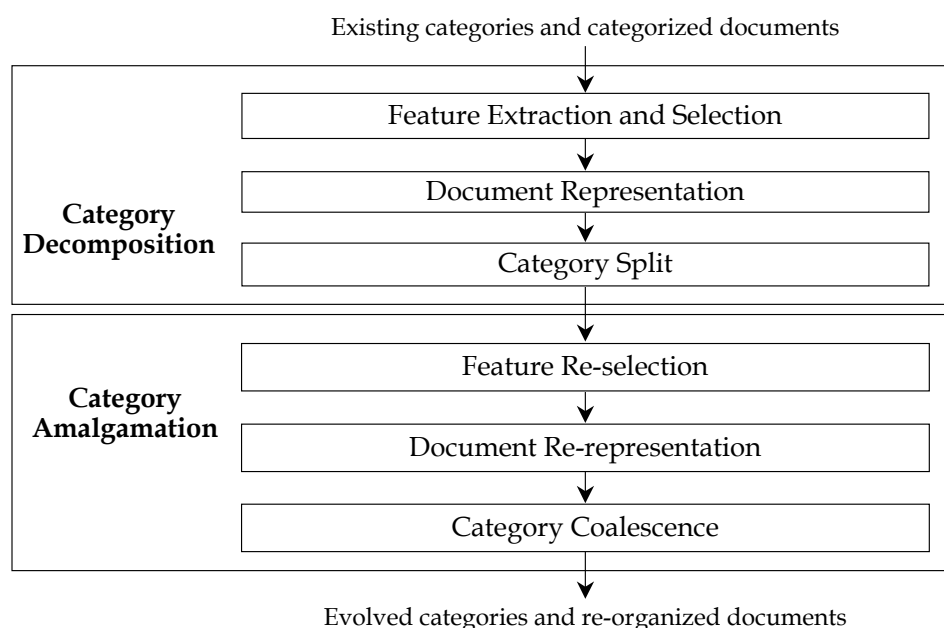 Existing categories and categorized documents
Feature Extraction and Selection
Document Representation
Category
Decomposition
Category Split
Feature Re-selection
Category
Amalgamation
Document Re-representation
Category Coalescence
Evolved categories and re-organized documents